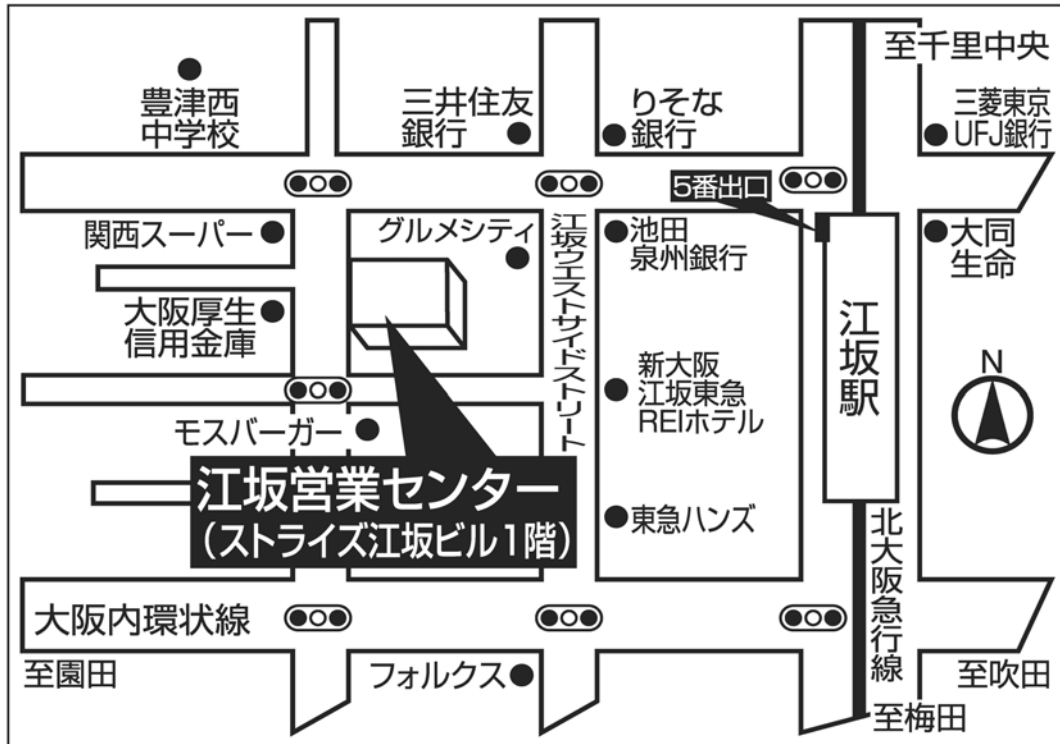 至千里中央
豊津西
中学校
三井住友
銀行
りそな
銀行
三菱東京
UFJ銀行
5番出口
関西スーパー
グルメシティ
江坂ウエストサイドストリート
池田
泉州銀行
大同
生命
大阪厚生
信用金庫
江坂駅
新大阪
江坂東急
REIホテル
N
モスバーガー
江坂営業センター
(ストライズ江坂ビル1階)
東急ハンズ
北大阪急行線
大阪内環状線
至園田
フォルクス
至吹田
至梅田